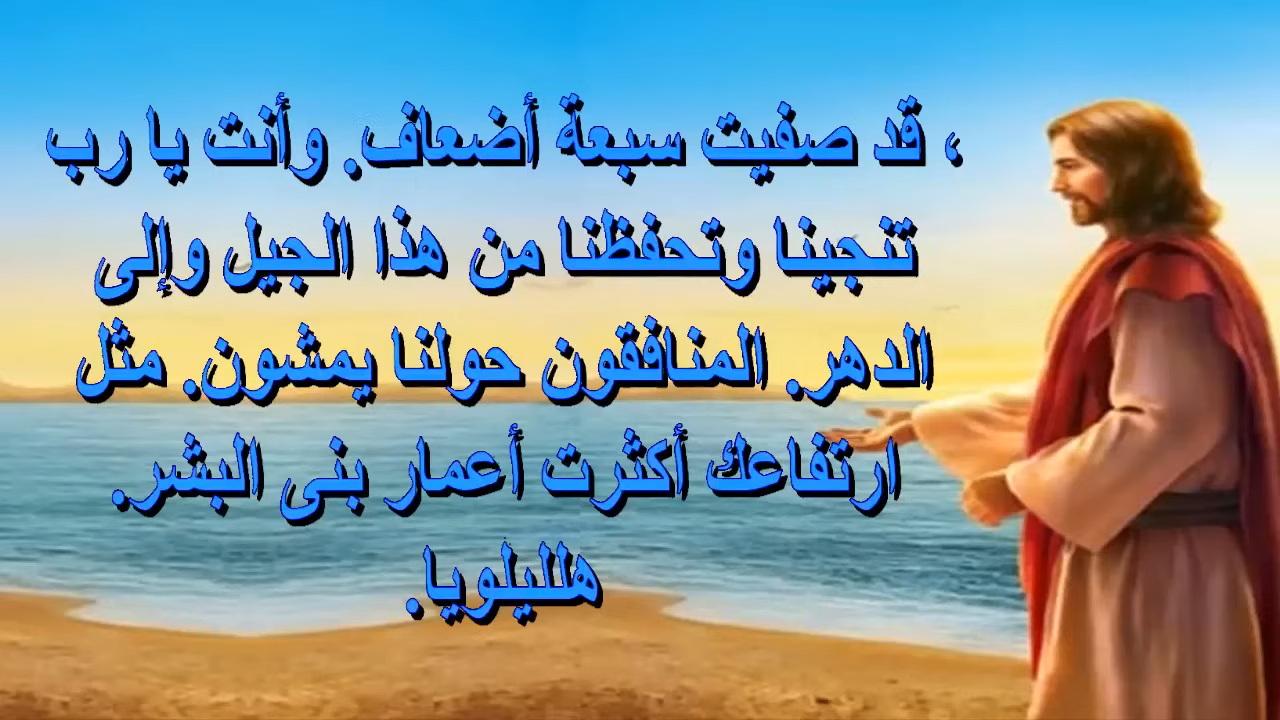 ، قد صفيت سبعة أضعاف. وأنت يا رب
تنجينا وتحفظنا من هذا الجيل وإلى
الدهر. المنافقون حولنا يمشون. مثل
ارتفاعك أكثرت أعمار بنى البشر.
هلليلويا.